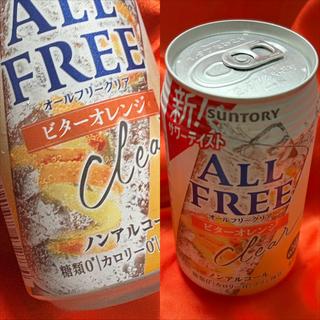 ALL
FREE
オールフリークリア
ビターオレンジ
clear
ノンアルコール
糖類0*|カロリー0*
新!
サワーテイスト
SUNTORY
ALL
FREE
オールフリークリア
ビターオレンジ
clear
ノンアルコール